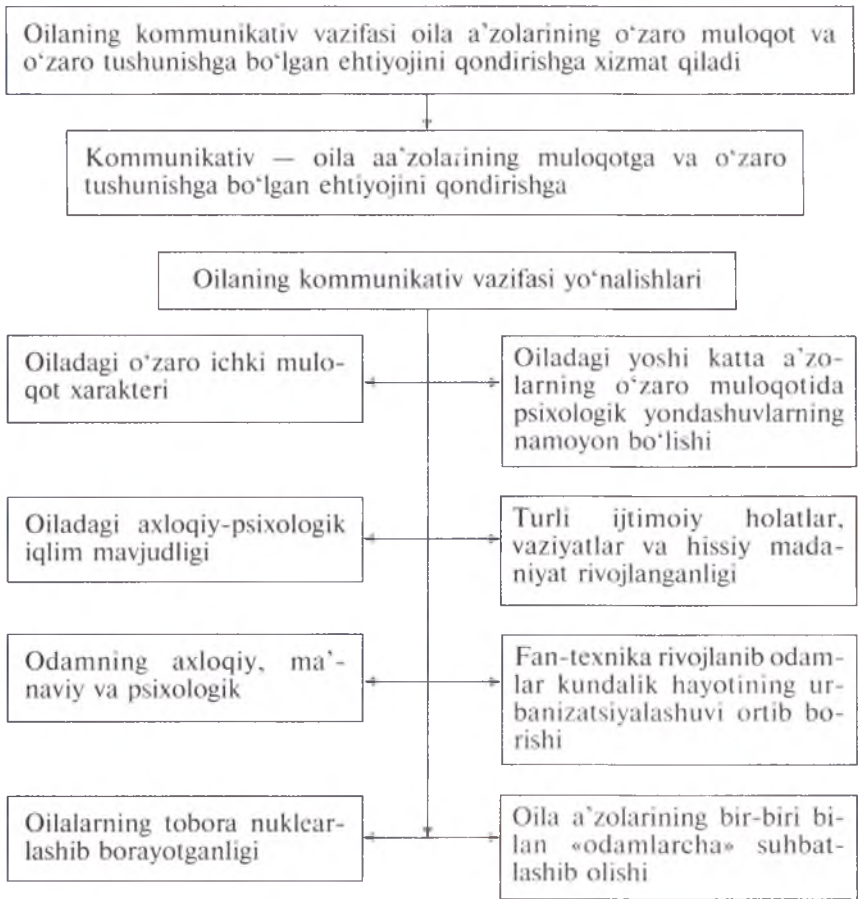 Oilaning kommunikativ vazifasi oila a’zolarining o‘zaro muloqot va
o‘zaro tushunishga bo‘lgan ehtiyojini qondirishga xizmat qiladi
Kommunikativ — oila aa’zolarining muloqotga va o‘zaro
tushunishga bo‘lgan ehtiyojini qondirishga
Oilaning kommunikativ vazifasi yo‘nalishlari
Oiladagi o‘zaro ichki mulo-
qot xarakteri
Oiladagi yoshi katta a’zo-
larning o‘zaro muloqotida
psixologik yondashuvlarning
namoyon bo‘lishi
Oiladagi axloqiy-psixologik
iqlim mavjudligi
Turli ijtimoiy holatlar,
vaziyatlar va hissiy mada-
niyat rivojlanganligi
Odamning axloqiy, ma’-
naviy va psixologik
Fan-texnika rivojlanib odam-
lar kundalik hayotining ur-
banizatsiyalashuvi ortib bo-
rishi
Oilalarning tobora nuklear-
lashib borayotganligi
Oila a’zolarining bir-biri bi-
lan «odamlarcha» suhbat-
lashib olishi